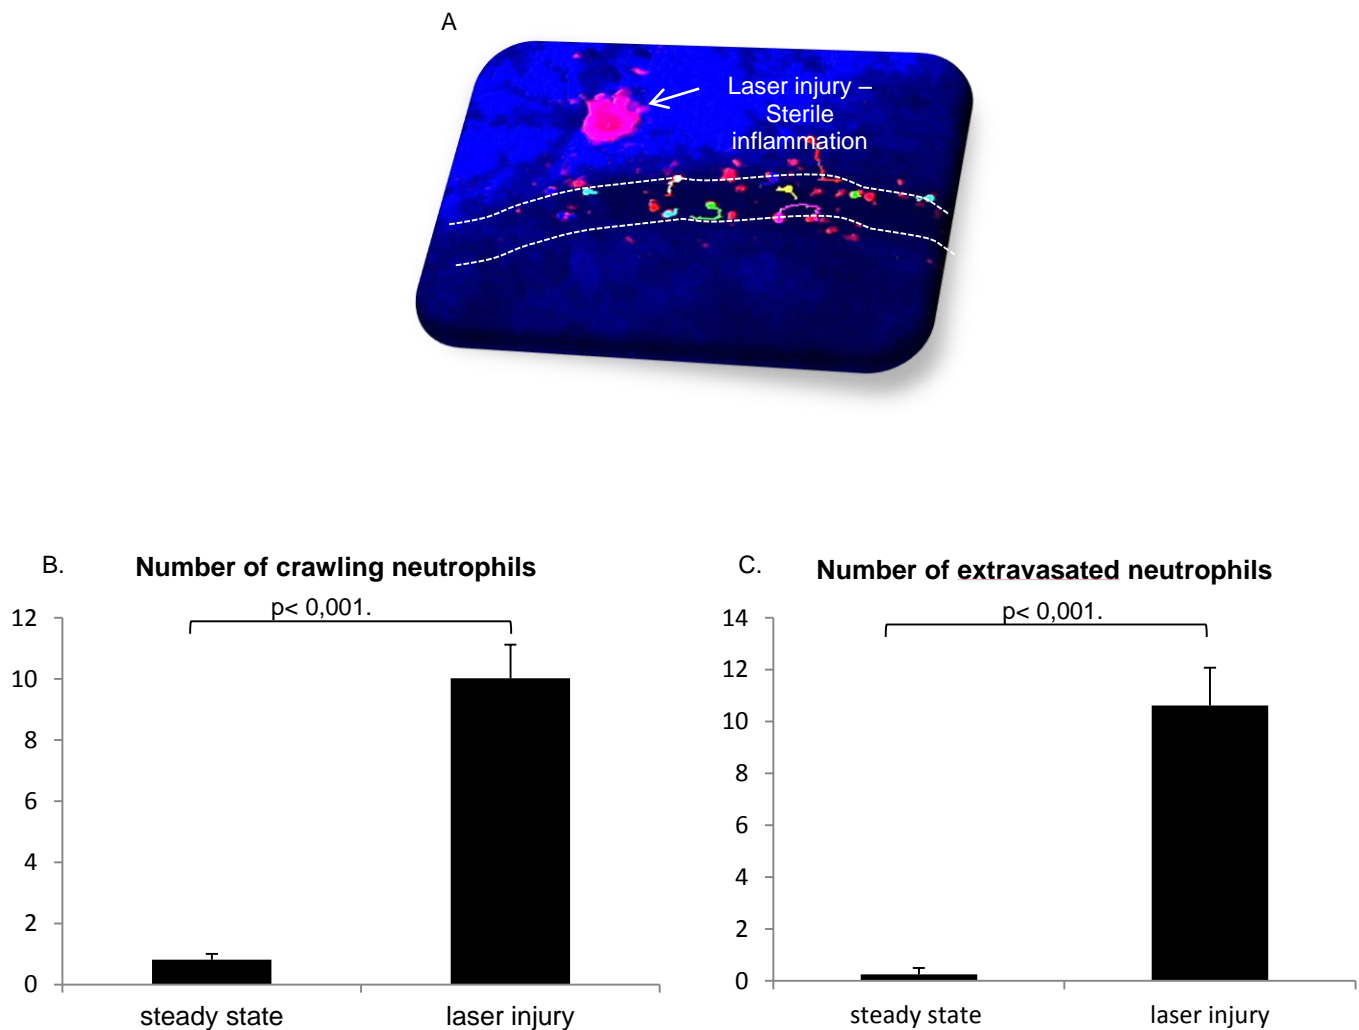 A
Laser injury –
Sterile
inflammation
B.
Number of crawling neutrophils
p< 0,001.
12
10
8
6
4
2
0
steady state
laser injury
C.
Number of extravasated neutrophils
p< 0,001.
14
12
10
8
6
4
2
0
steady state
laser injury